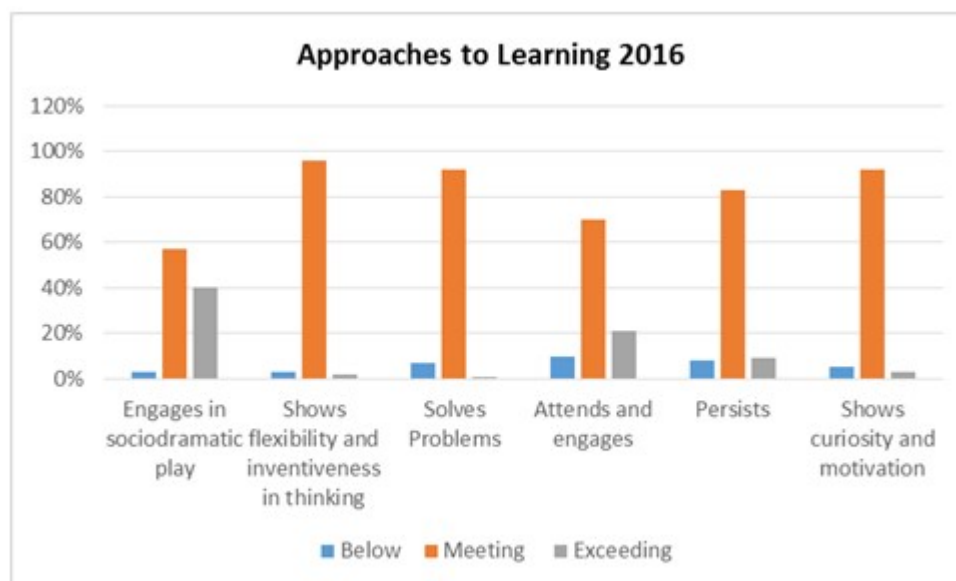 Approaches to Learning 2016
120%
100%
80%
60%
40%
20%
0%
Engages in
sociodramatic
play
Shows
flexibility and
inventiveness
in thinking
Solves
Problems
Attends and
engages
Persists
Shows
curiosity and
motivation
Below
Meeting
Exceeding